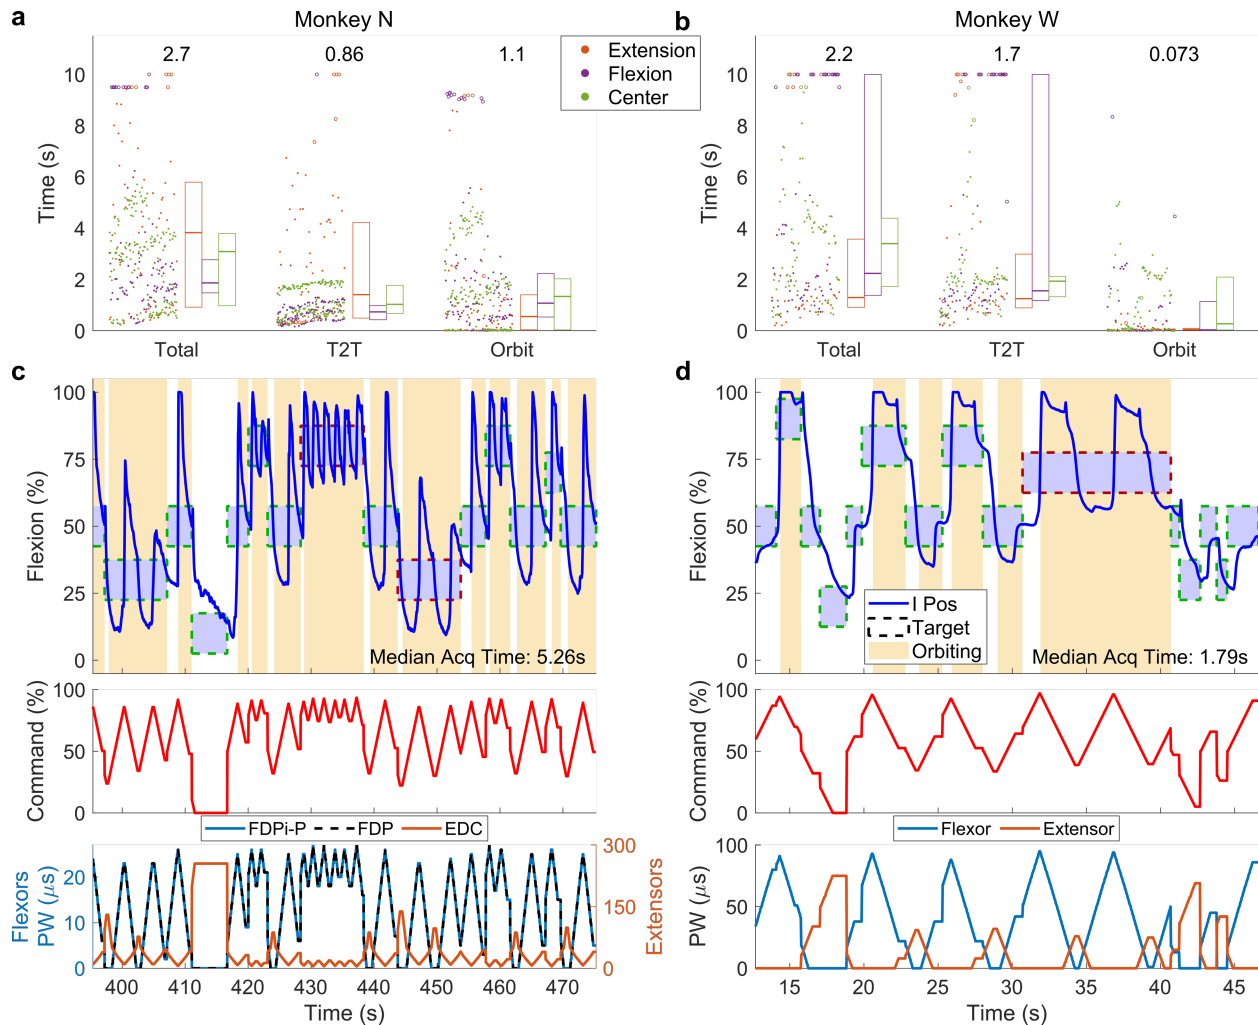 a
Monkey N
b
Monkey W
2.7
0.86
1.1
Extension
Flexion
Center
2.2
1.7
0.073
Time (s)
10
8
6
4
2
0
Total
T2T
Orbit
Time (s)
10
8
6
4
2
0
Total
T2T
Orbit
c
Flexion (%)
100
75
50
25
0
Median Acq Time: 5.26s
d
Flexion (%)
100
75
50
25
0
I Pos
Target
Orbiting
Median Acq Time: 1.79s
Command (%)
100
50
0
Command (%)
100
50
0
FDPi-P
FDP
EDC
Flexors
PW (μs)
20
10
0
300
150
0
Extensors
400
410
420
430
440
450
460
470
Time (s)
Flexor
Extensor
PW (μs)
100
50
0
15
20
25
30
35
40
45
Time (s)